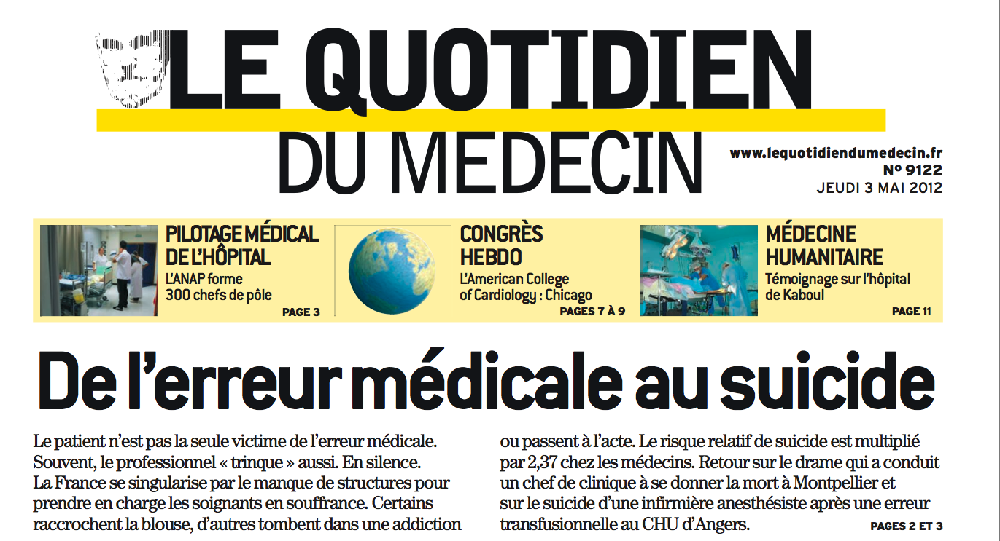 LE QUOTIDIEN
DU MEDECIN
www.lequotidiendumedecin.fr
N° 9122
JEUDI 3 MAI 2012
PILOTAGE MÉDICAL
DE L'HÔPITAL
L'ANAP forme
300 chefs de pôle
PAGE 3
CONGRÈS
HEBDO
L'American College
of Cardiology : Chicago
PAGES 7 À 9
MÉDECINE
HUMANITAIRE
Témoignage sur l'hôpital
de Kaboul
PAGE 11
De l'erreur médicale au suicide
Le patient n'est pas la seule victime de l'erreur médicale.
Souvent, le professionnel « trinque » aussi. En silence.
La France se singularise par le manque de structures pour
prendre en charge les soignants en souffrance. Certains
raccrochent la blouse, d'autres tombent dans une addiction
ou passent à l'acte. Le risque relatif de suicide est multiplié
par 2,37 chez les médecins. Retour sur le drame qui a conduit
un chef de clinique à se donner la mort à Montpellier et
sur le suicide d'une infirmière anesthésiste après une erreur
transfusionnelle au CHU d'Angers.
PAGES 2 ET 3